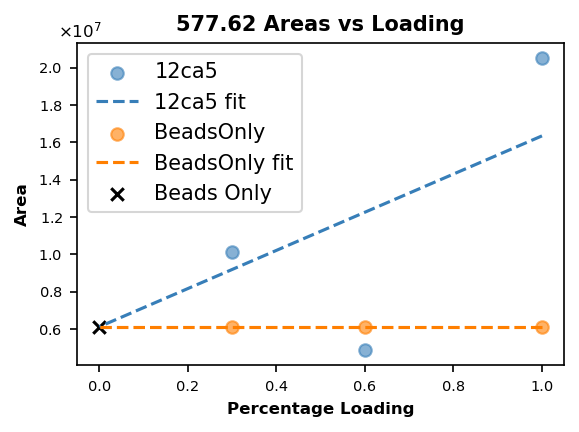 577.62 Areas vs Loading
×10⁷
12ca5
12ca5 fit
BeadsOnly
BeadsOnly fit
Beads Only
2.0
1.8
1.6
1.4
1.2
1.0
0.8
0.6
Area
0.0 0.2 0.4 0.6 0.8 1.0
Percentage Loading